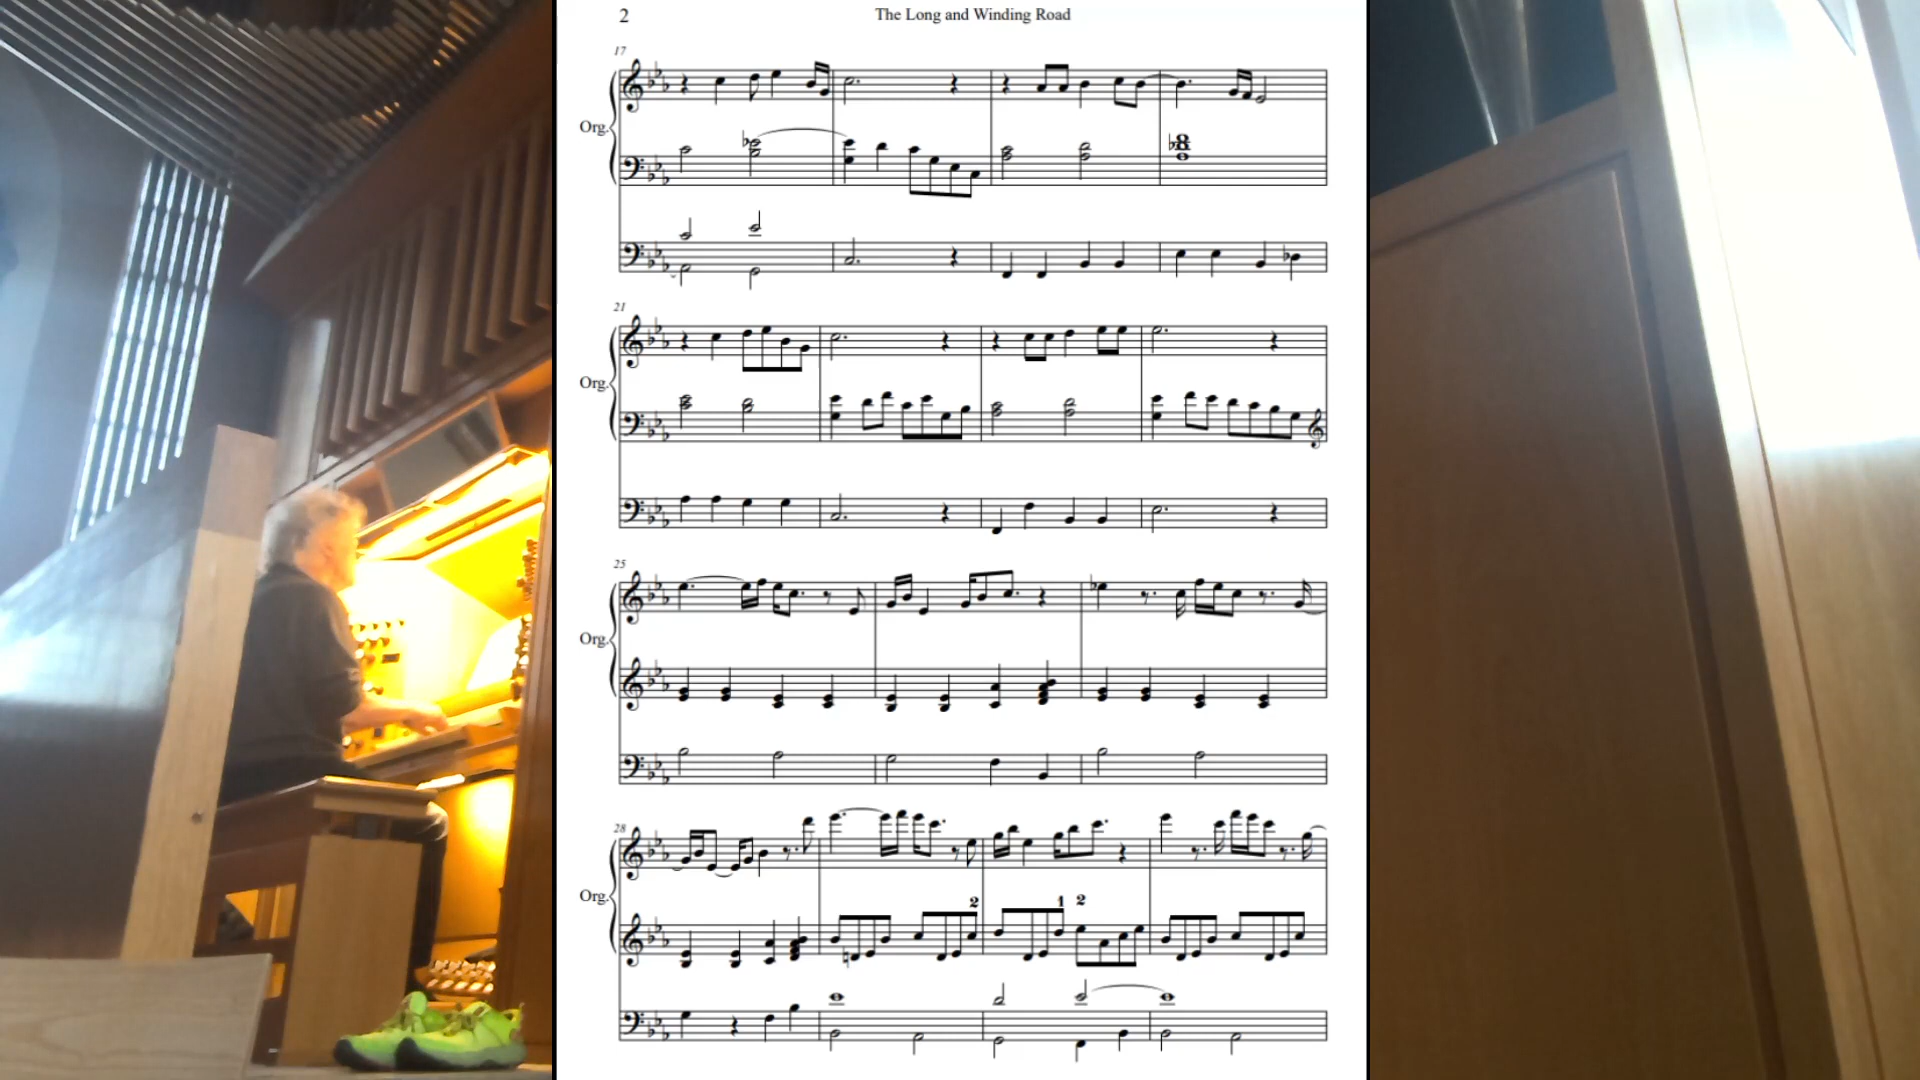 2
The Long and Winding Road
17
Org.
21
Org.
25
Org.
28
Org.
2
1
2